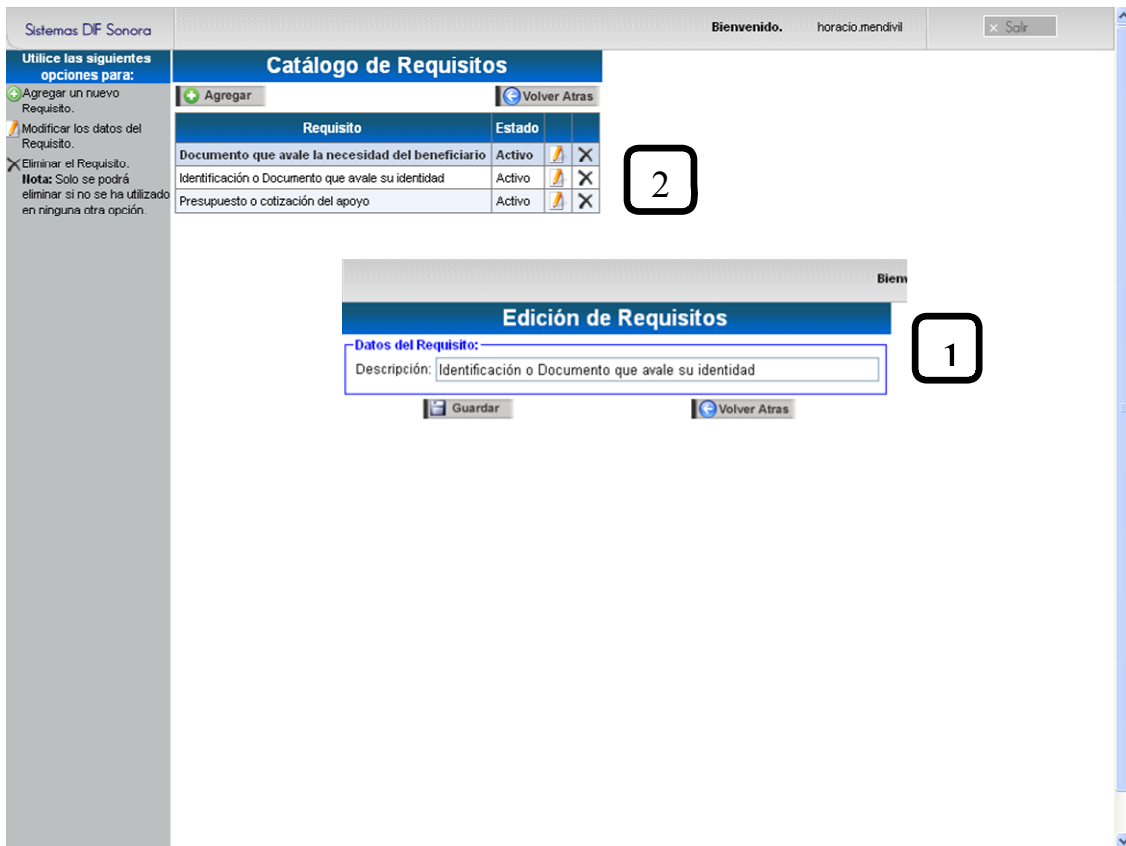 Sistemas DIF Sonora
Bienvenido. horacio.mendivil
Salir
Utilice las siguientes
opciones para:
Agregar un nuevo
Requisito.
Modificar los datos del
Requisito.
Eliminar el Requisito.
Nota: Solo se podrá
eliminar si no se ha utilizado
en ninguna otra opción.
Catálogo de Requisitos
Agregar
Volver Atras
Requisito Estado
Documento que avale la necesidad del beneficiario Activo
Identificación o Documento que avale su identidad Activo
Presupuesto o cotización del apoyo Activo
2
Bienv
Edición de Requisitos
Datos del Requisito:
Descripción: Identificación o Documento que avale su identidad
Guardar
Volver Atras
1